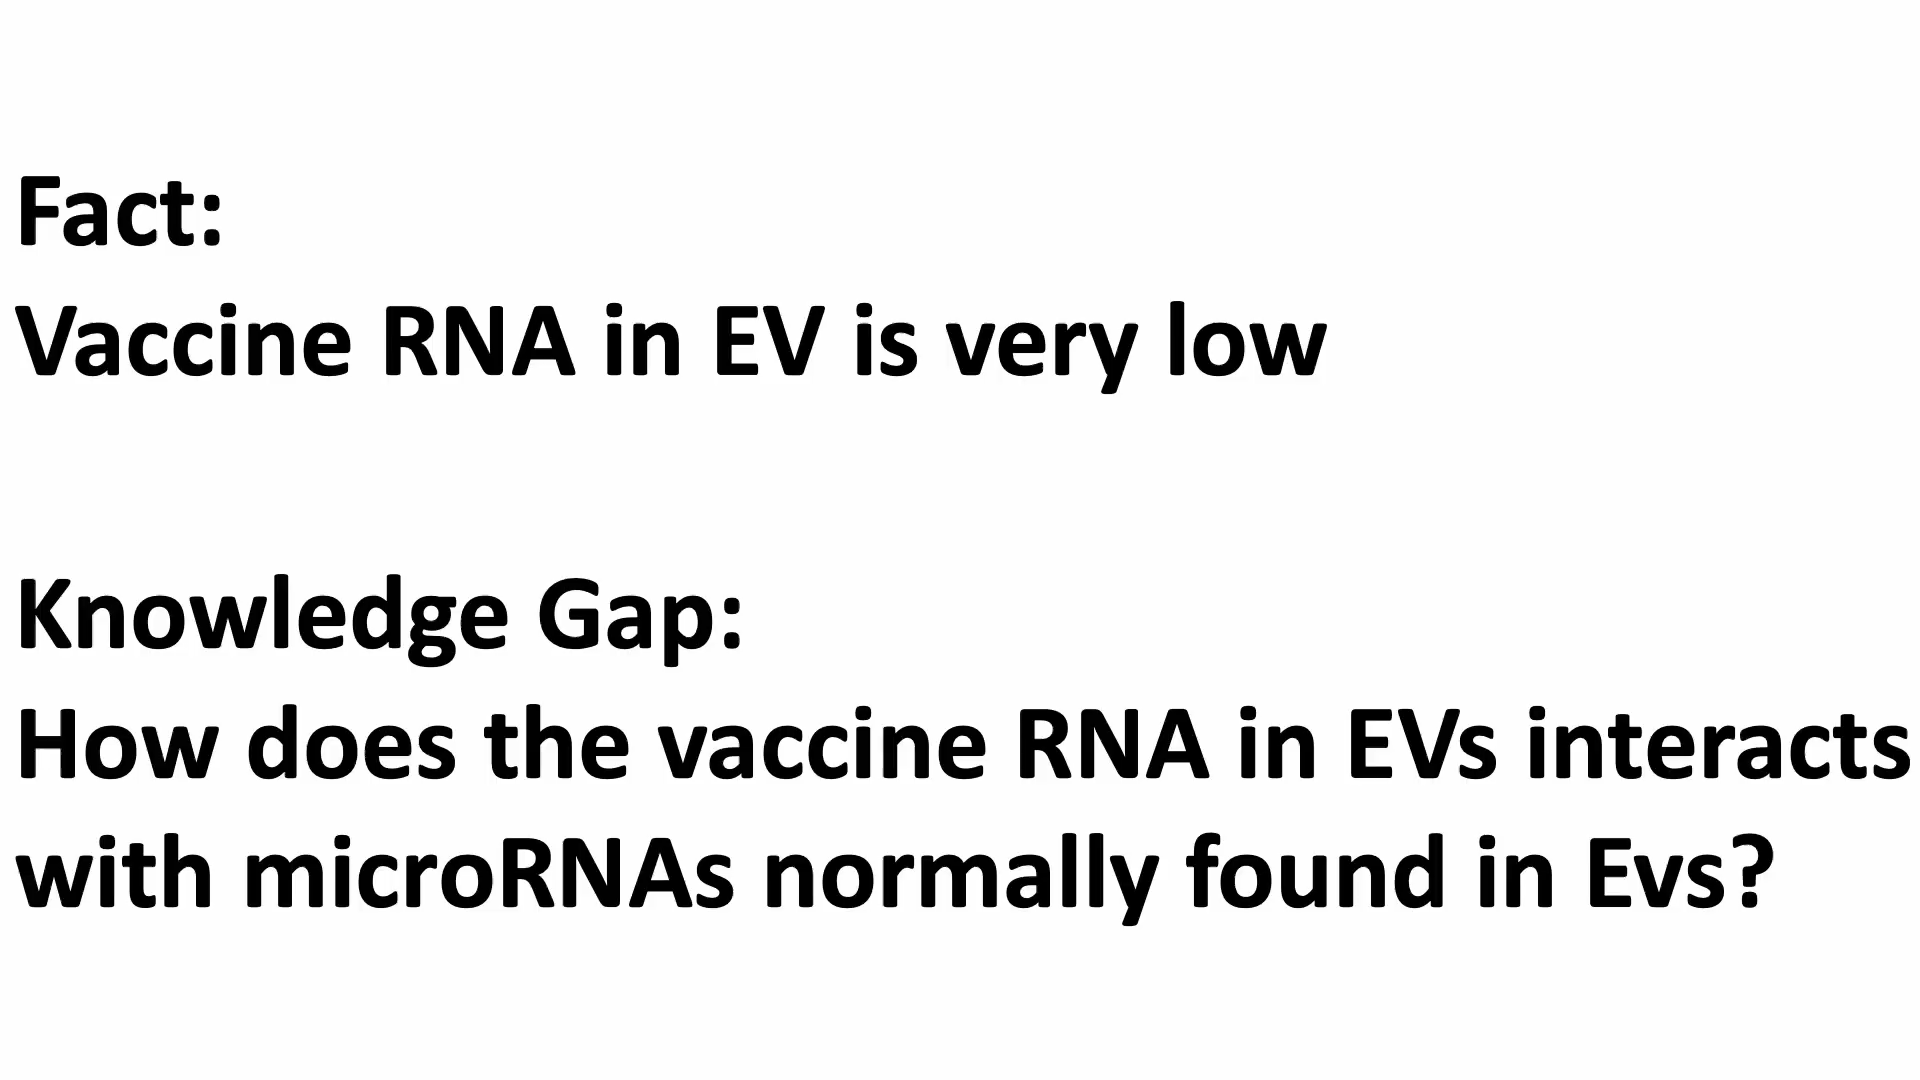 Fact:
Vaccine RNA in EV is very low
Knowledge Gap:
How does the vaccine RNA in EVs interacts
with microRNAs normally found in Evs?